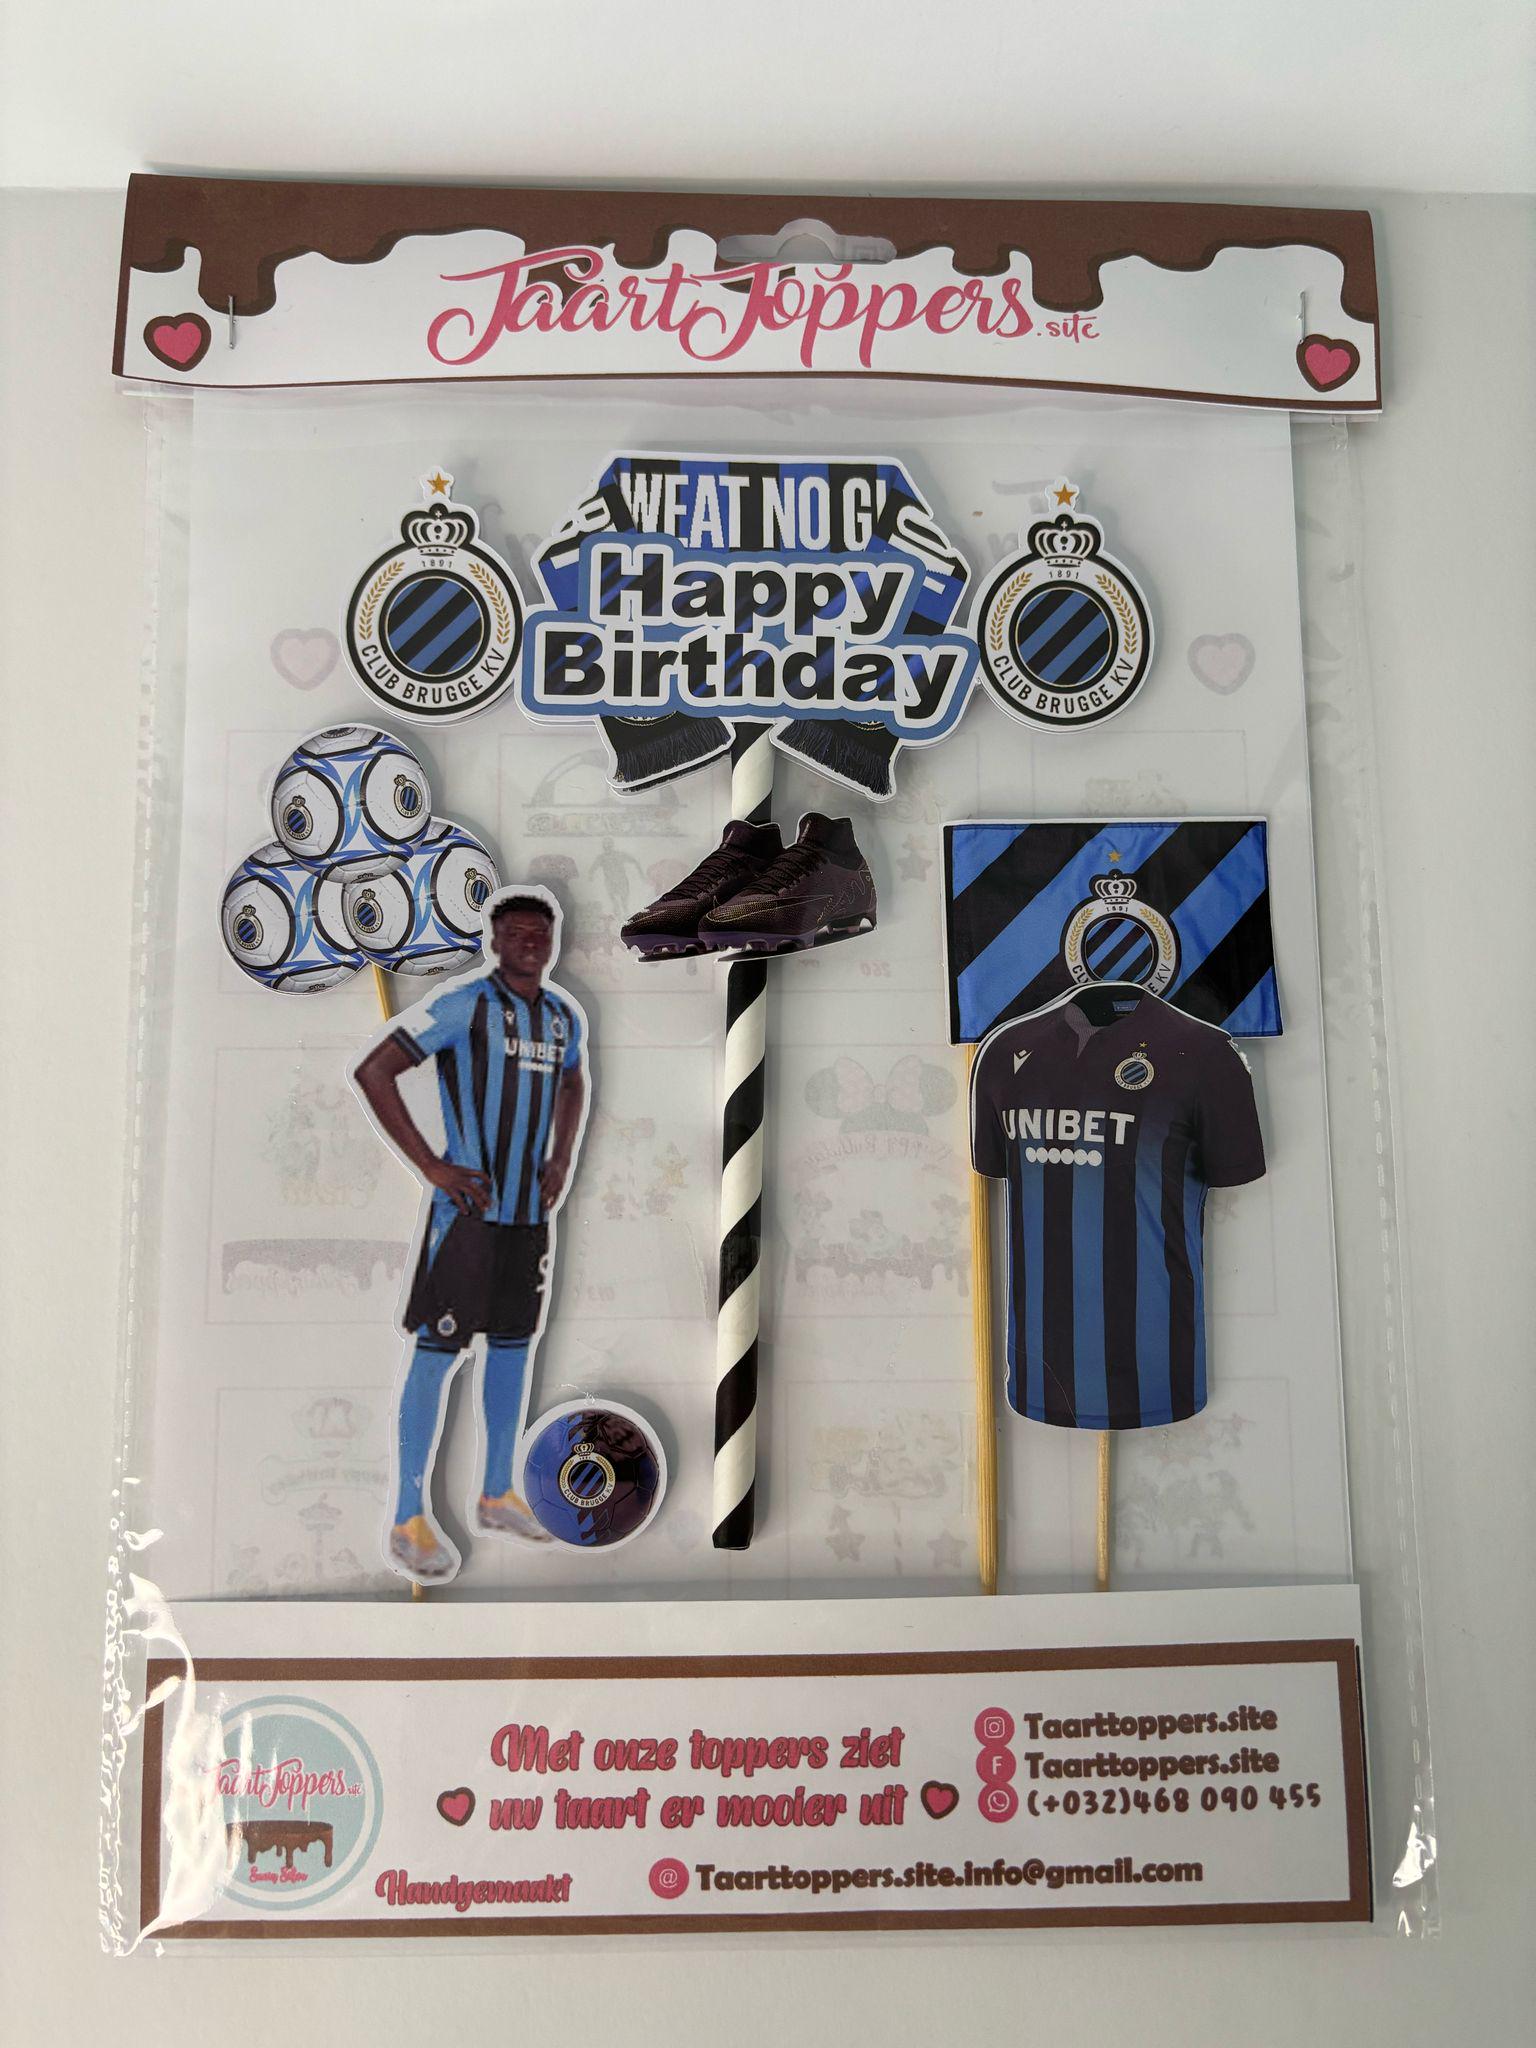 TaartToppers.site
WEAT NO G
Happy
Birthday
1891
CLUB BRUGGE KV
1891
CLUB BRUGGE KV
1891
UNIBET
UNIBET
CLUB BRUGGE KV
Met onze toppers ziet
uw taart er mooier uit
Handgemaakt
TaartToppers.site
Taarttoppers.site
Taarttoppers.site
(+032)468 090 455
Taarttoppers.site.info@gmail.com